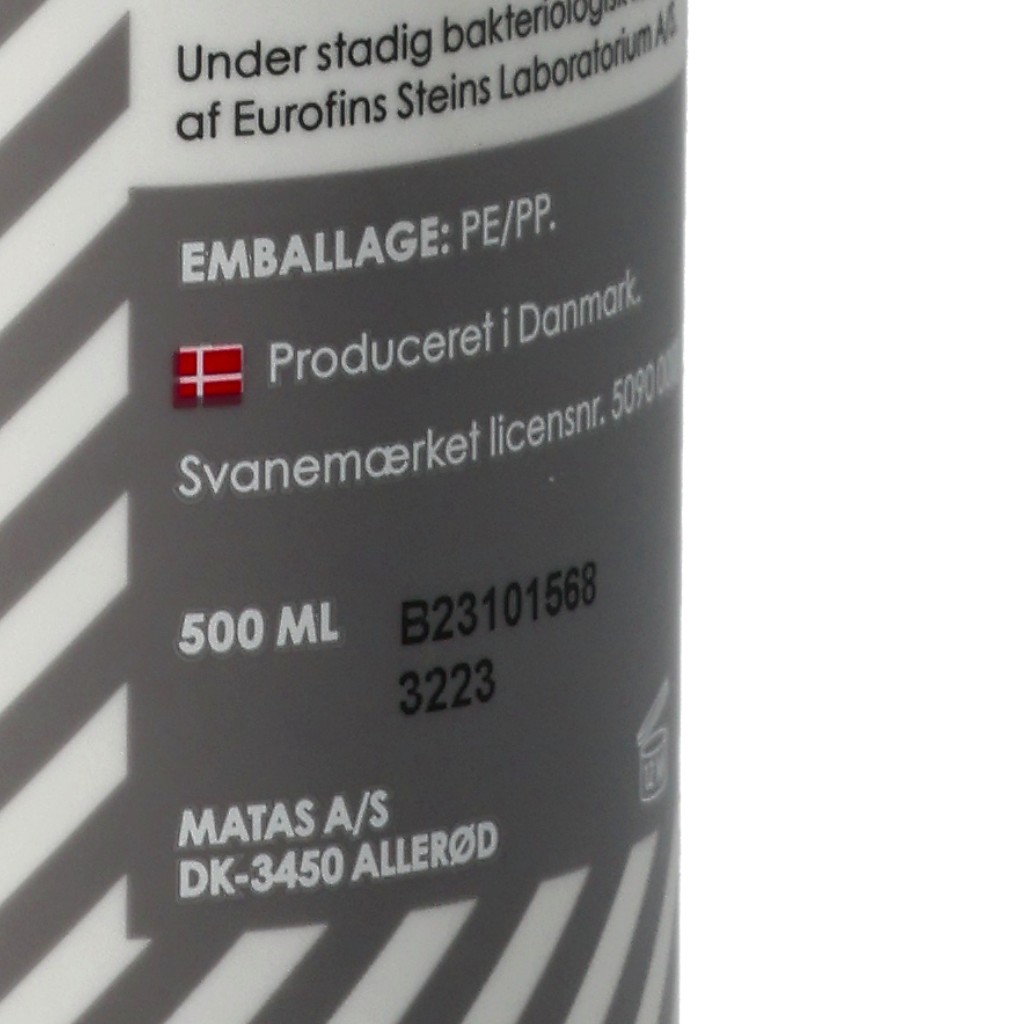 Under stadig
af Eurofins Steins Laboratorium A/S.
EMBALLAGE: PE/PP.
Produceret i Danmark.
Svanemærket licensnr. 5090
500 ML B23101568
3223
12 M
MATAS A/S
DK-3450 ALLERØD